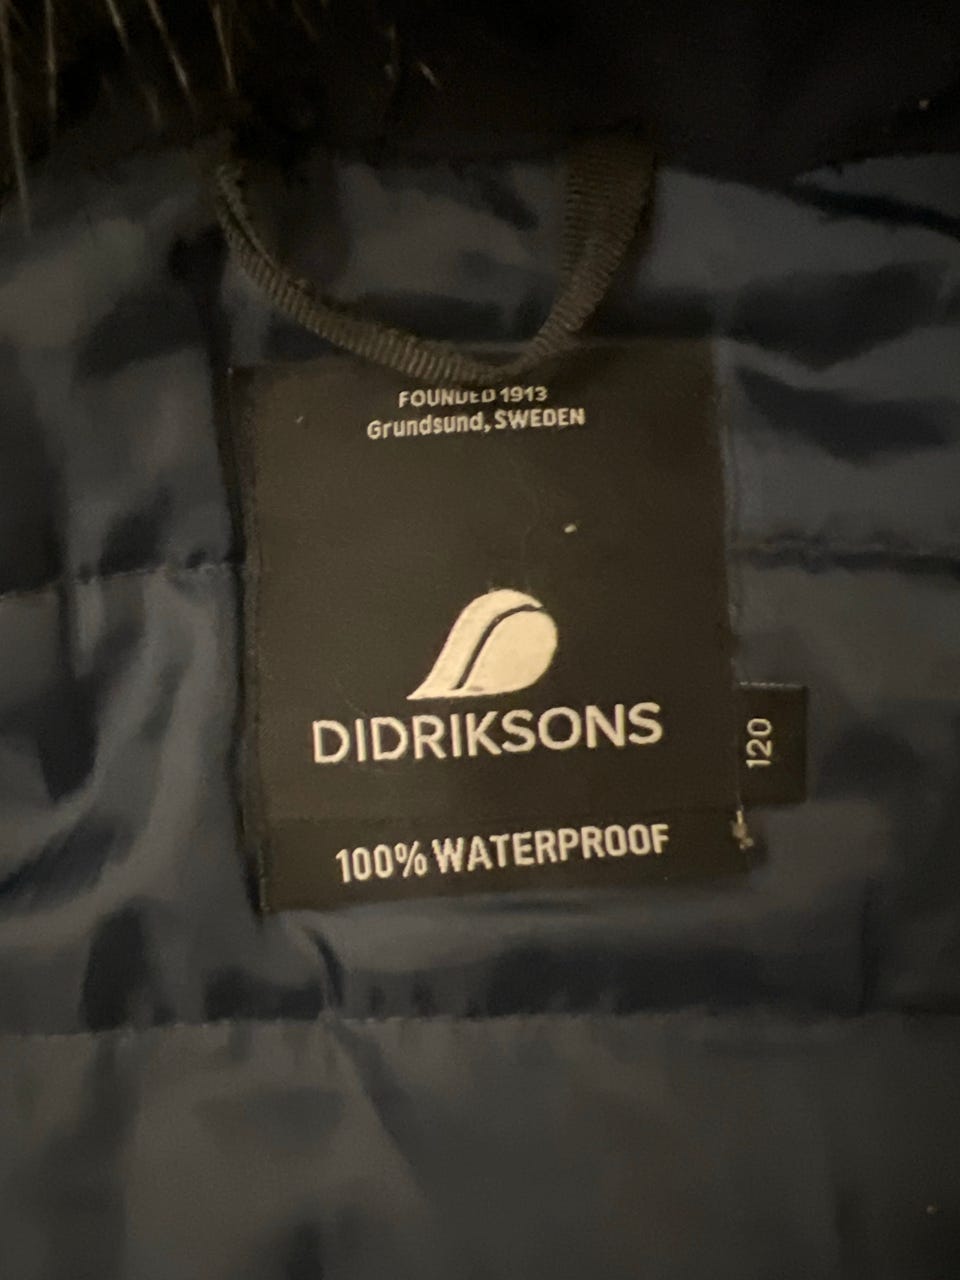 FOUNDED 1913
Grundsund, SWEDEN
DIDRIKSONS
120
100% WATERPROOF